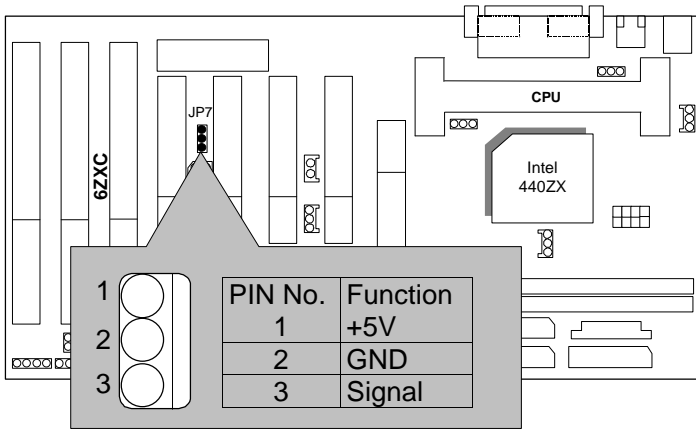 CPU
JP7
6ZXC
Intel
440ZX
1
2
3
PIN No. Function
1 +5V
2 GND
3 Signal